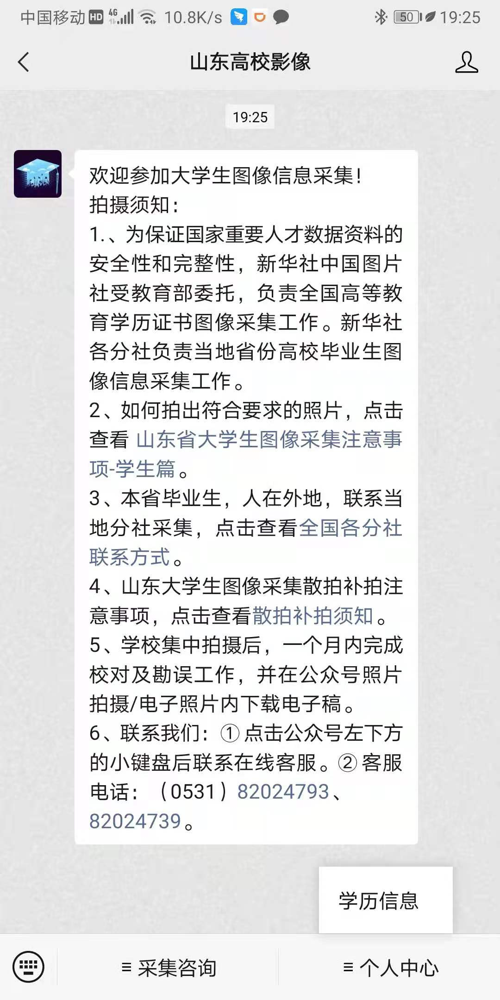 中国移动 HD 4G 10.8K/s 50 19:25
山东高校影像
19:25
欢迎参加大学生图像信息采集！
拍摄须知：
1.、为保证国家重要人才数据资料的
安全性和完整性，新华社中国图片
社受教育部委托，负责全国高等教
育学历证书图像采集工作。新华社
各分社负责当地省份高校毕业生图
像信息采集工作。
2、如何拍出符合要求的照片，点击
查看 山东省大学生图像采集注意事
项-学生篇。
3、本省毕业生，人在外地，联系当
地分社采集，点击查看全国各分社
联系方式。
4、山东大学生图像采集散拍补拍注
意事项，点击查看散拍补拍须知。
5、学校集中拍摄后，一个月内完成
校对及勘误工作，并在公众号照片
拍摄/电子照片内下载电子稿。
6、联系我们：①点击公众号左下方
的小键盘后联系在线客服。②客服
电话：（0531）82024793、
82024739。
学历信息
采集咨询
个人中心